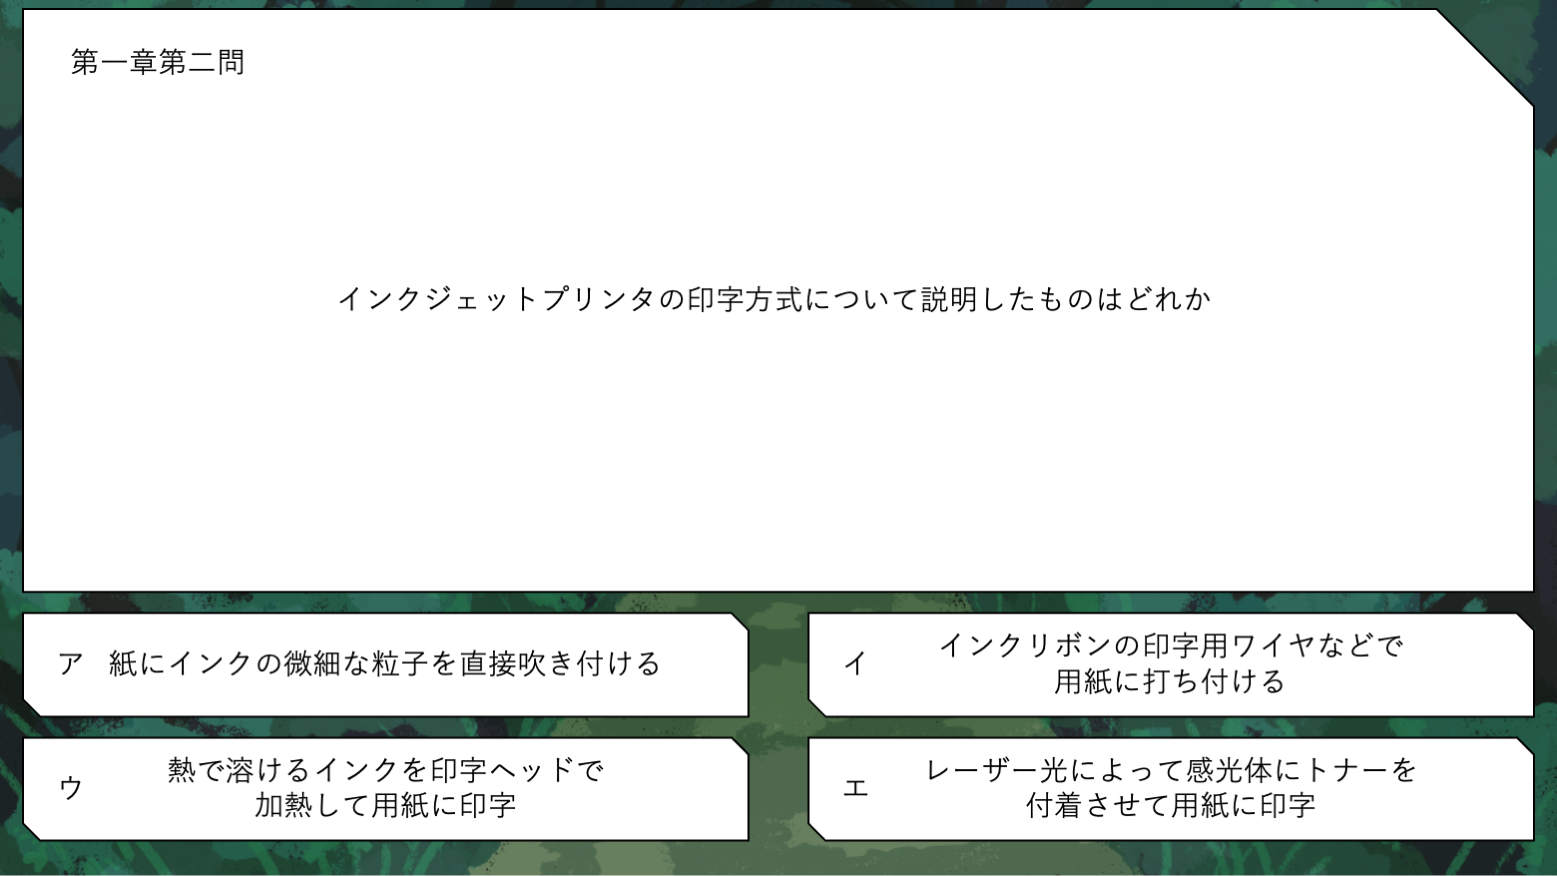 第一章第二問
インクジェットプリンタの印字方式について説明したものはどれか
ア 紙にインクの微細な粒子を直接吹き付ける
イ インクリボンの印字用ワイヤなどで
用紙に打ち付ける
ウ 熱で溶けるインクを印字ヘッドで
加熱して用紙に印字
エ レーザー光によって感光体にトナーを
付着させて用紙に印字